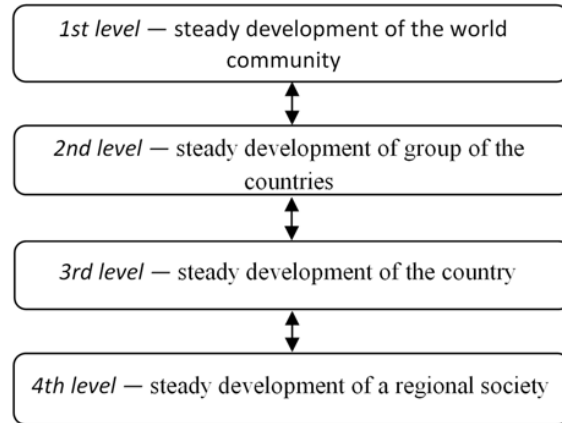 1st level — steady development of the world
community
2nd level — steady development of group of the
countries
3rd level — steady development of the country
4th level — steady development of a regional society